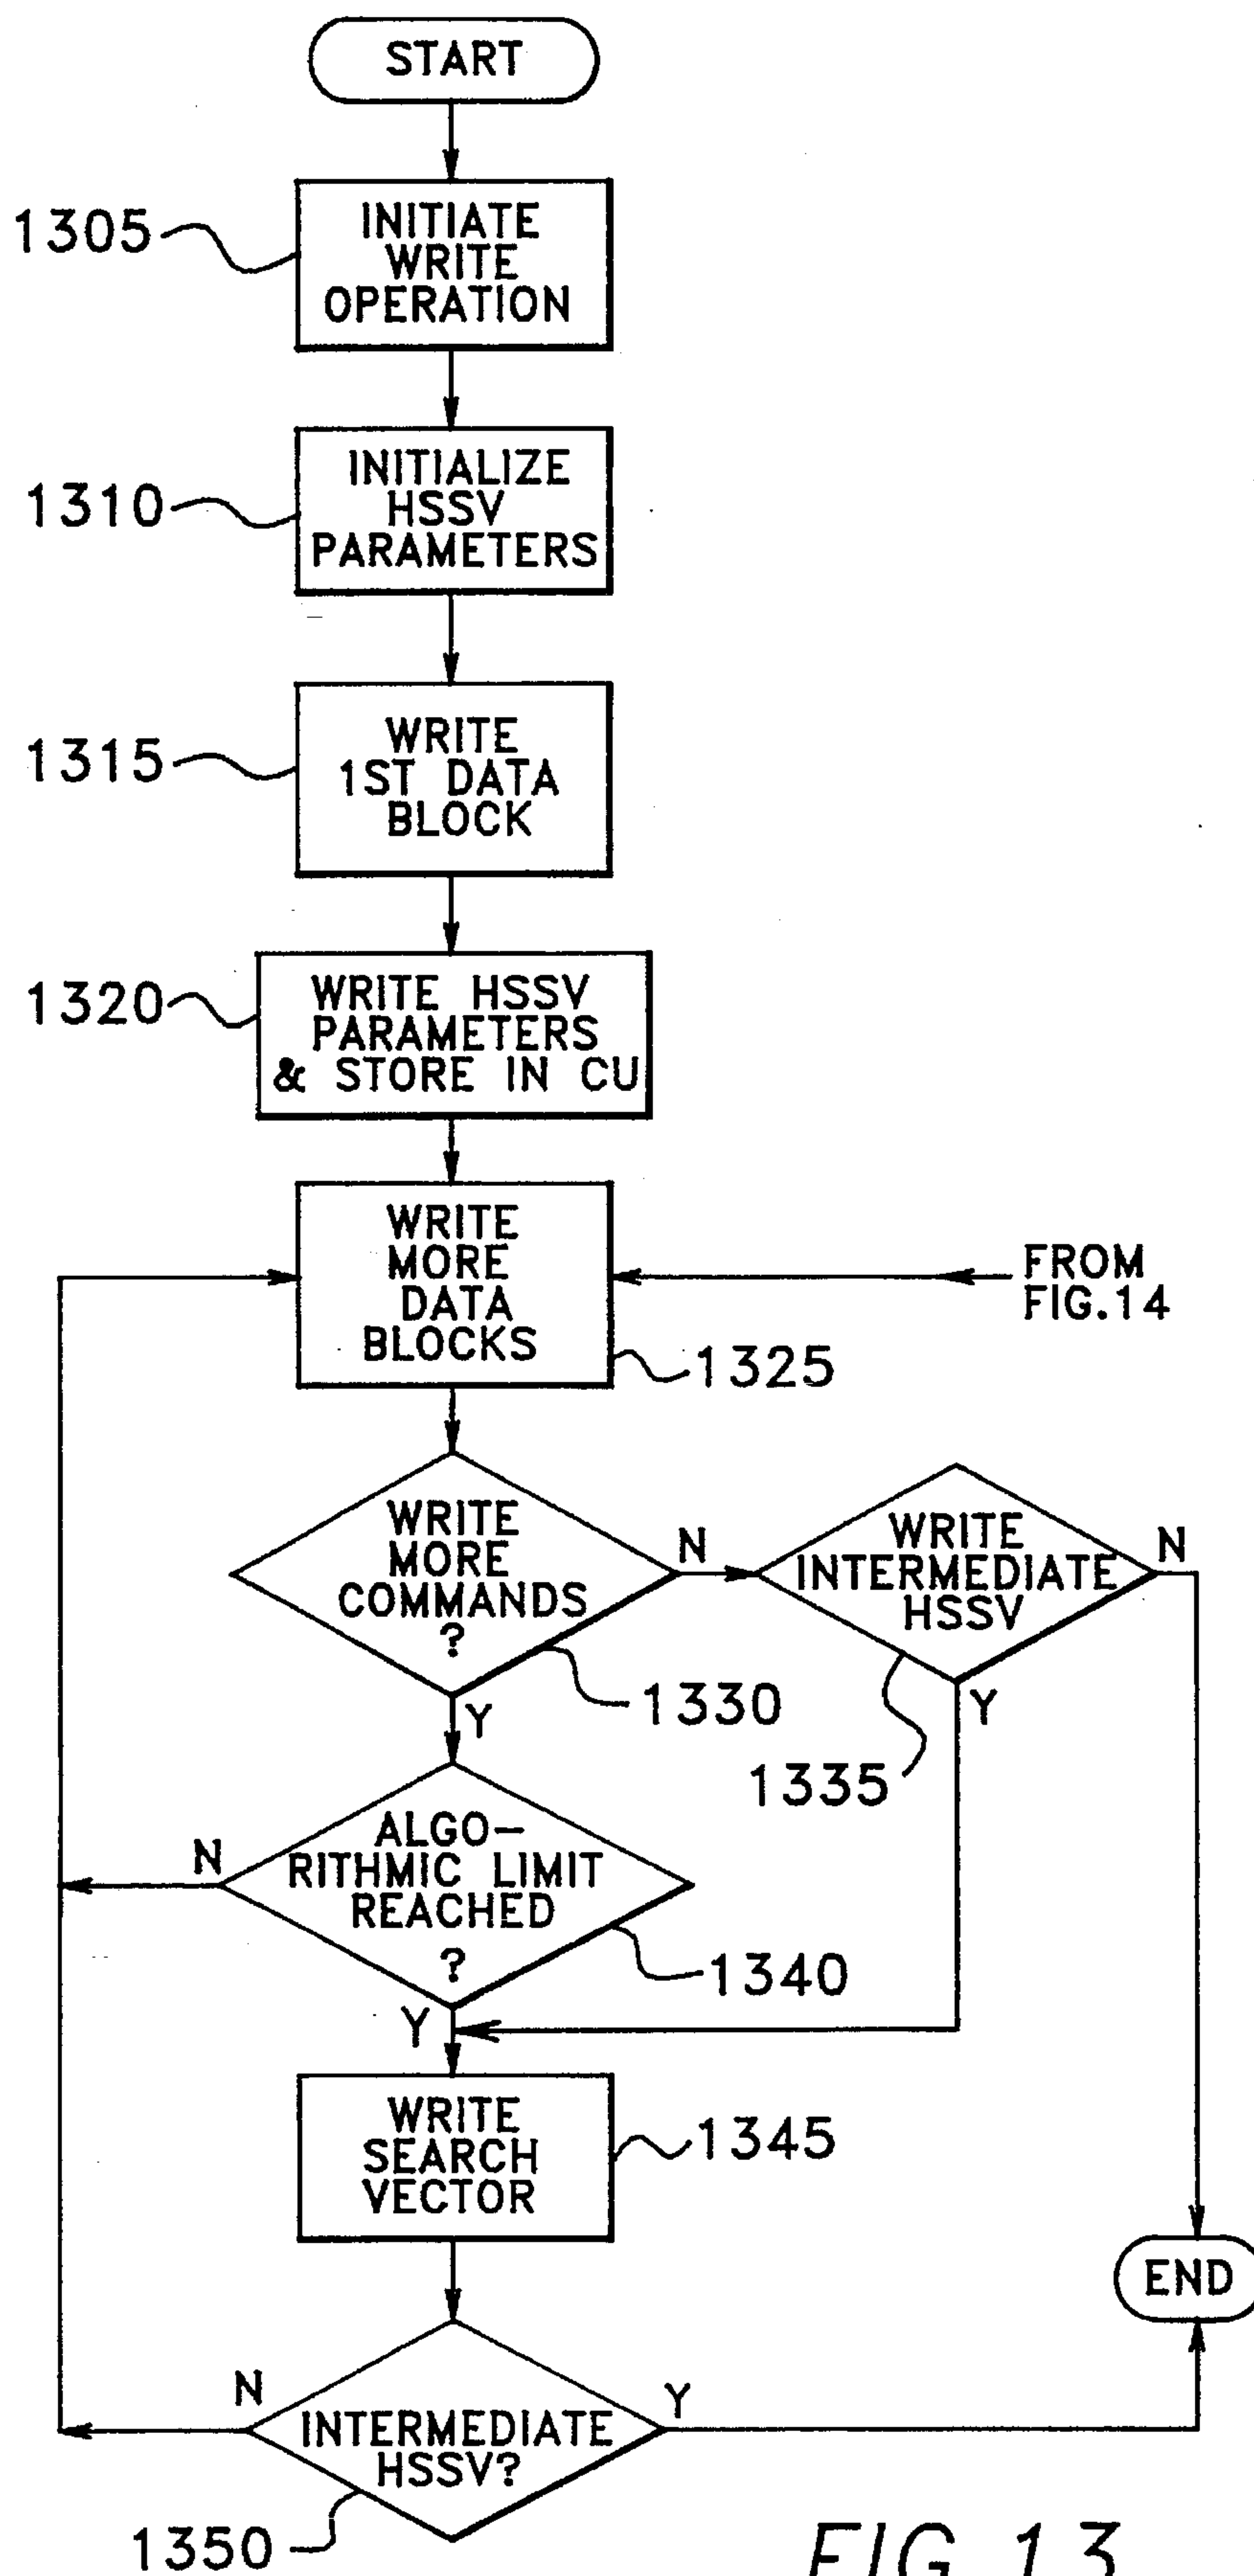 START
1305
INITIATE
WRITE
OPERATION
1310
INITIALIZE
HSSV
PARAMETERS
1315
WRITE
1ST DATA
BLOCK
1320
WRITE HSSV
PARAMETERS
& STORE IN CU
WRITE
MORE
DATA
BLOCKS
FROM
FIG.14
1325
WRITE
MORE
COMMANDS
?
N
WRITE
INTERMEDIATE
HSSV
N
1330
Y
Y
1335
ALGO-
RITHMIC LIMIT
REACHED
?
N
1340
Y
WRITE
SEARCH
VECTOR
1345
END
N
INTERMEDIATE
HSSV?
Y
1350
FIG.13